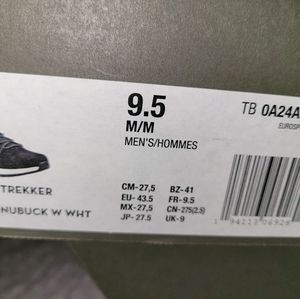 9.5
M/M
MEN'S/HOMMES
TB 0A24A
EUROSP
TREKKER
NUBUCK W WHT
CM-27,5 BZ-41
EU- 43.5 FR-9.5
MX-27,5 CN-275(2.5)
JP- 27.5 UK-9